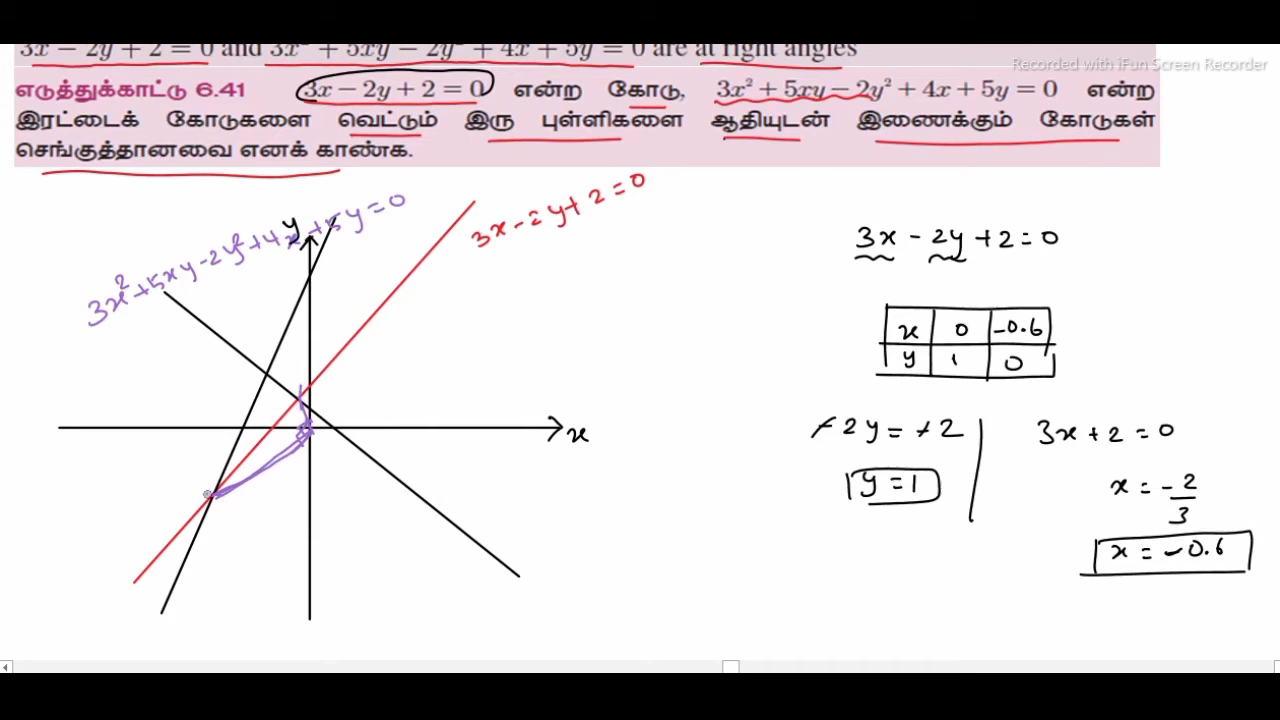 3x − 2y + 2 = 0 and 3x² + 5xy − 2y² + 4x + 5y = 0 are at right angles
Recorded with iFun Screen Recorder
எடுத்துக்காட்டு 6.41 3x − 2y + 2 = 0 என்ற கோடு, 3x² + 5xy − 2y² + 4x + 5y = 0 என்ற
இரட்டைக் கோடுகளை வெட்டும் இரு புள்ளிகளை ஆதியுடன் இணைக்கும் கோடுகள்
செங்குத்தானவை எனக் காண்க.
3x²+5xy-2y²+4x+5y=0
y
3x-2y+2=0
x
3x - 2y + 2 = 0
x 0 -0.6
y 1 0
-2y = -2
y = 1
3x + 2 = 0
x = -2/3
x = -0.6